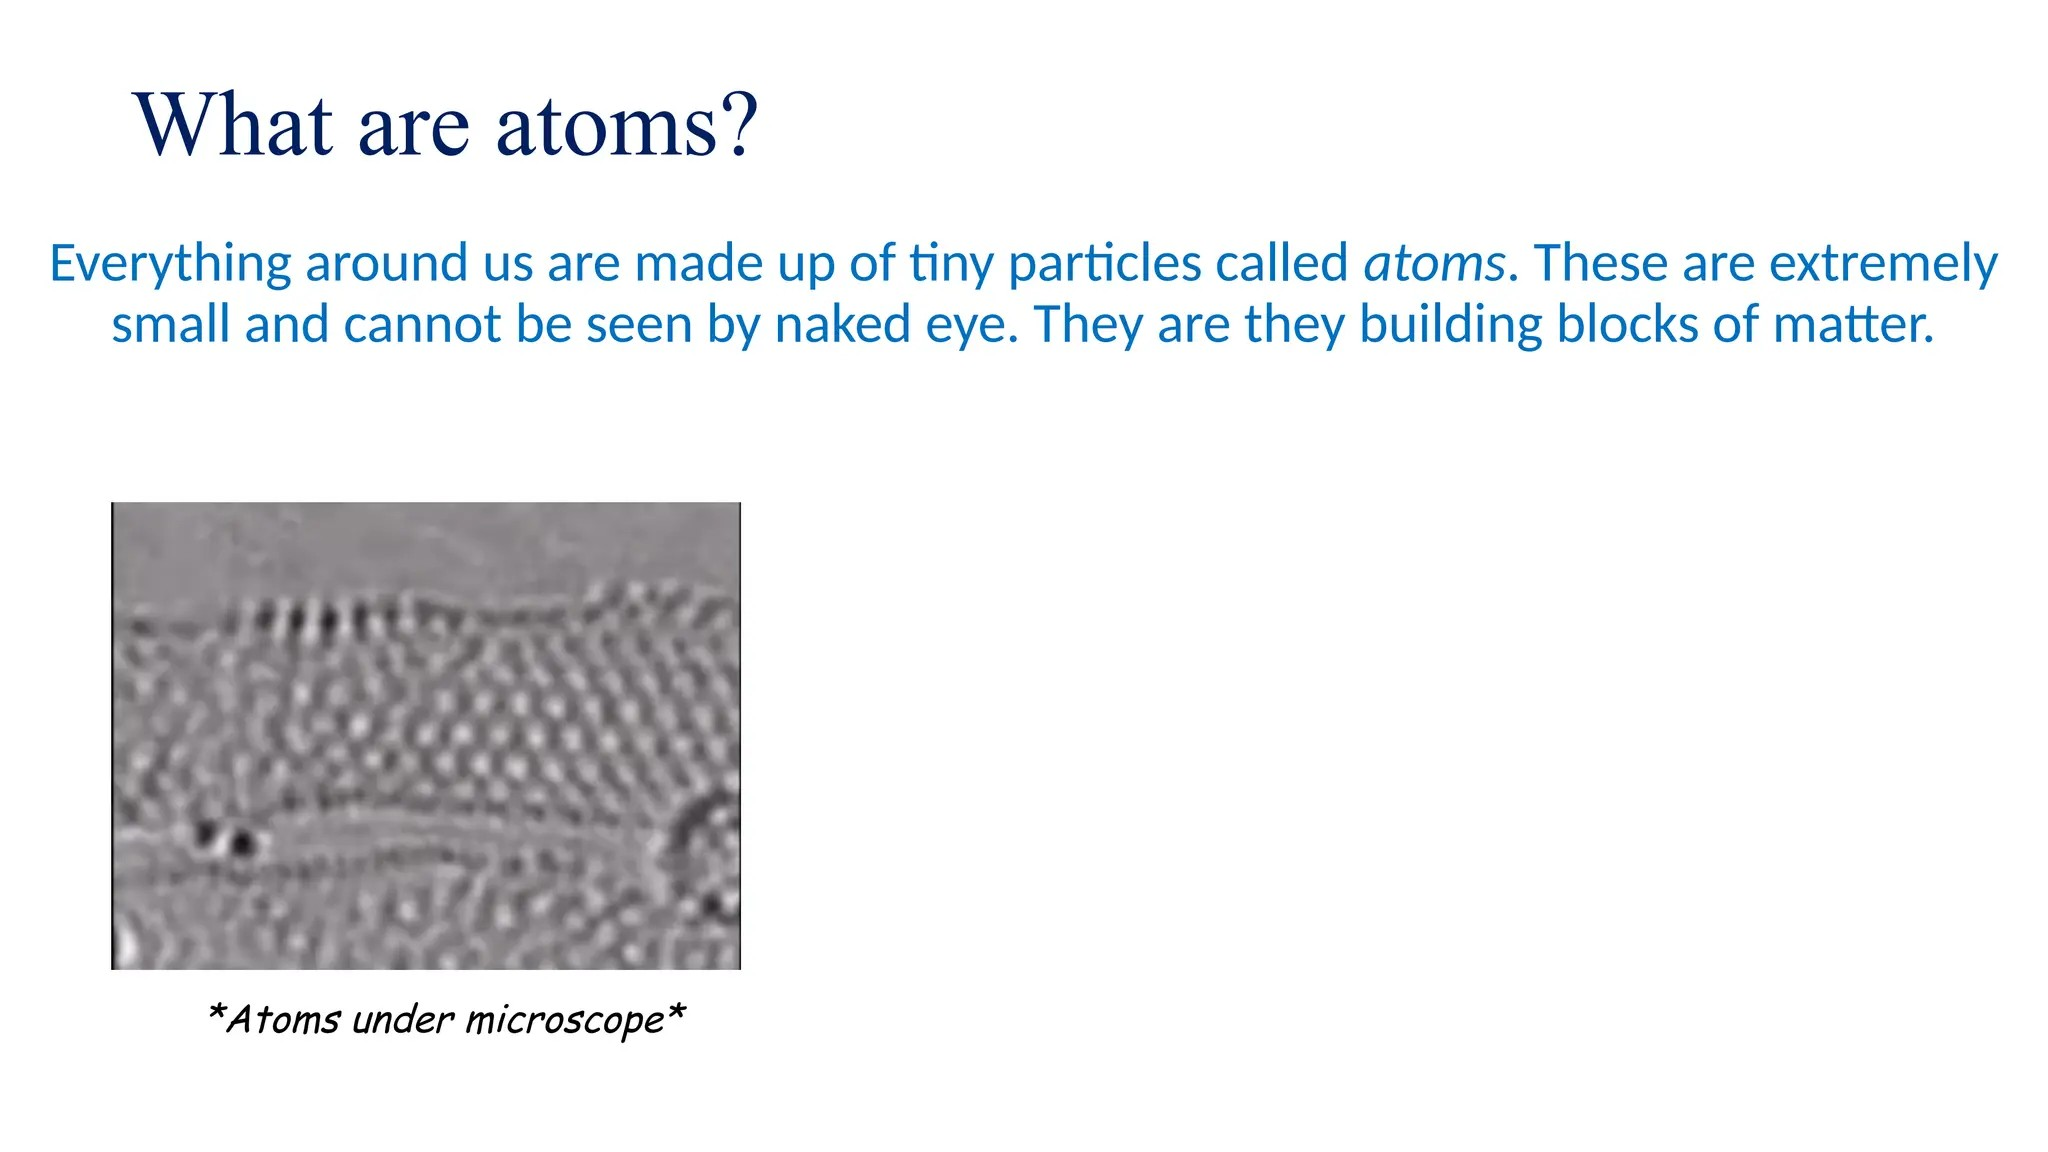 What are atoms?
Everything around us are made up of tiny particles called atoms. These are extremely
small and cannot be seen by naked eye. They are they building blocks of matter.
*Atoms under microscope*